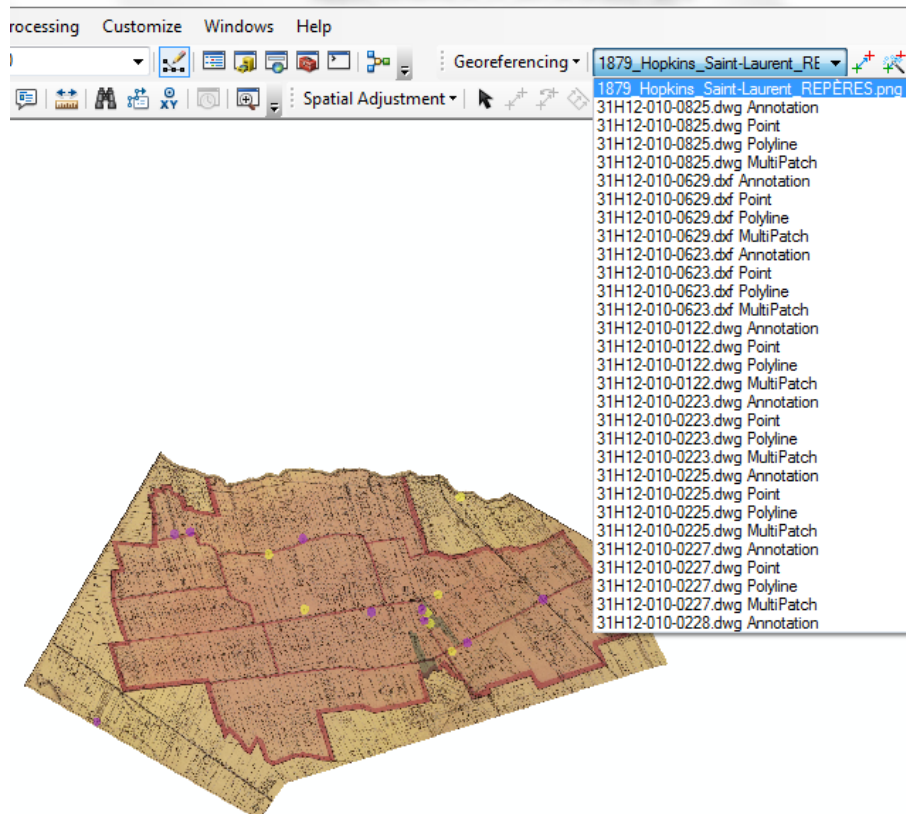 rocessing Customize Windows Help
Georeferencing 1879_Hopkins_Saint-Laurent_RE
XY Spatial Adjustment
1879_Hopkins_Saint-Laurent_REPÈRES.png
31H12-010-0825.dwg Annotation
31H12-010-0825.dwg Point
31H12-010-0825.dwg Polyline
31H12-010-0825.dwg MultiPatch
31H12-010-0629.dxf Annotation
31H12-010-0629.dxf Point
31H12-010-0629.dxf Polyline
31H12-010-0629.dxf MultiPatch
31H12-010-0623.dxf Annotation
31H12-010-0623.dxf Point
31H12-010-0623.dxf Polyline
31H12-010-0623.dxf MultiPatch
31H12-010-0122.dwg Annotation
31H12-010-0122.dwg Point
31H12-010-0122.dwg Polyline
31H12-010-0122.dwg MultiPatch
31H12-010-0223.dwg Annotation
31H12-010-0223.dwg Point
31H12-010-0223.dwg Polyline
31H12-010-0223.dwg MultiPatch
31H12-010-0225.dwg Annotation
31H12-010-0225.dwg Point
31H12-010-0225.dwg Polyline
31H12-010-0225.dwg MultiPatch
31H12-010-0227.dwg Annotation
31H12-010-0227.dwg Point
31H12-010-0227.dwg Polyline
31H12-010-0227.dwg MultiPatch
31H12-010-0228.dwg Annotation